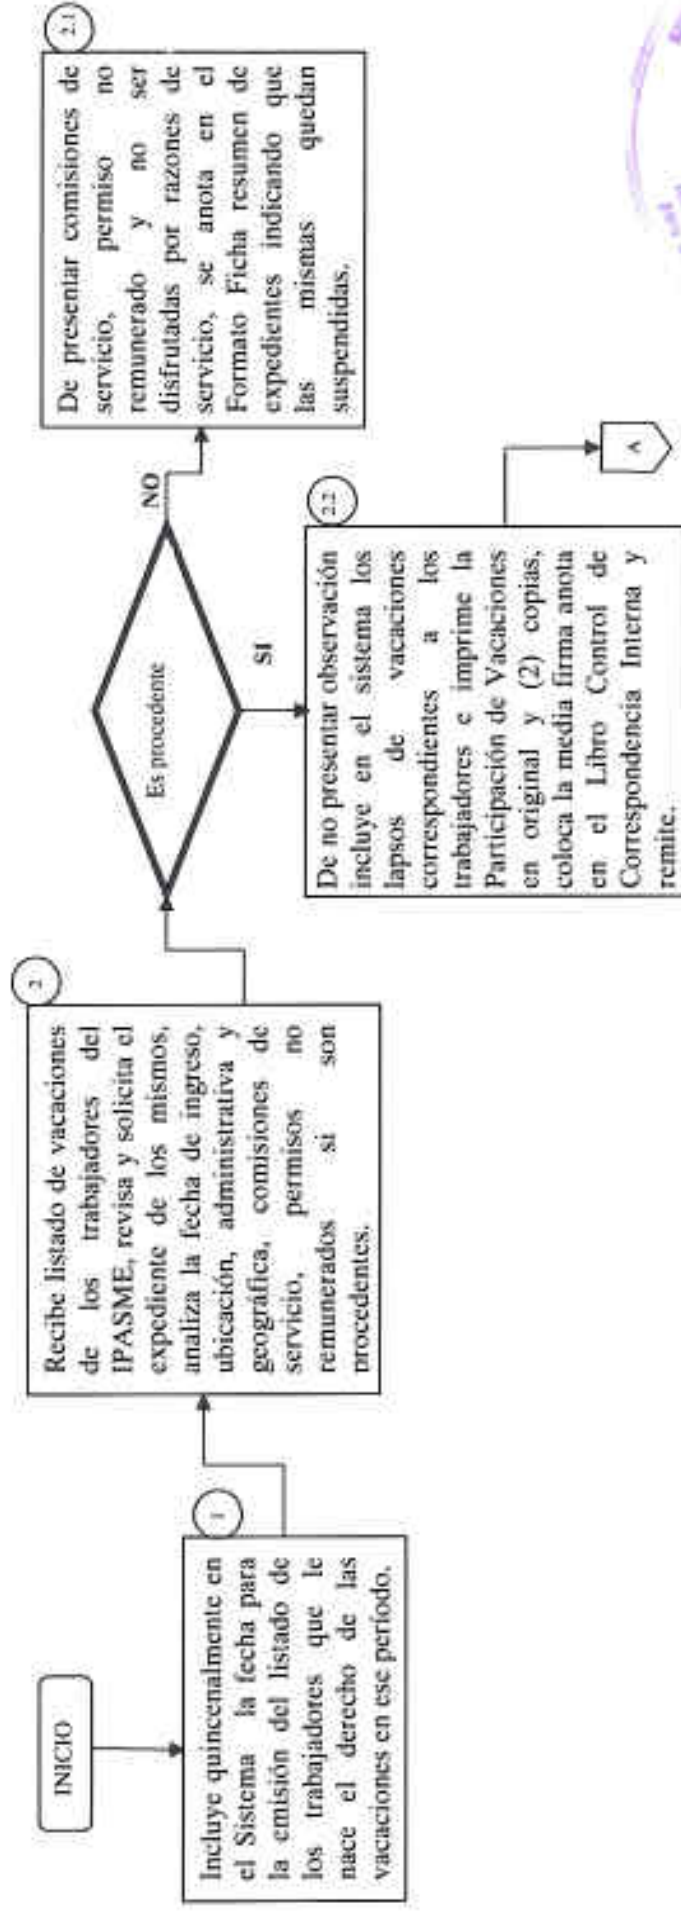 INICIO
1
Incluye quincenalmente en
el Sistema la fecha para
la emisión del listado de
los trabajadores que le
nace el derecho de las
vacaciones en ese período.
2
Recibe listado de vacaciones
de los trabajadores del
IPASME, revisa y solicita el
expediente de los mismos,
analiza la fecha de ingreso,
ubicación, administrativa y
geográfica, comisiones de
servicio, permisos no
remunerados si son
procedentes.
Es procedente
NO
2.1
De presentar comisiones de
servicio, permiso no
remunerado y no ser
disfrutadas por razones de
servicio, se anota en el
Formato Ficha resumen de
expedientes indicando que
las mismas quedan
suspendidas.
SI
2.2
De no presentar observación
incluye en el sistema los
lapsos de vacaciones
correspondientes a los
trabajadores e imprime la
Participación de Vacaciones
en original y (2) copias,
coloca la media firma anota
en el Libro Control de
Correspondencia Interna y
remite.
A